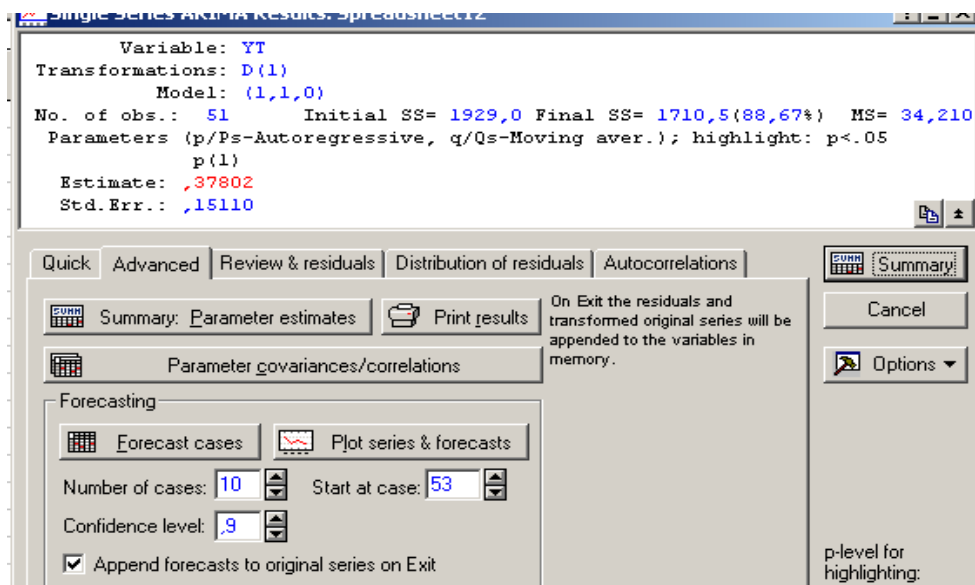 Single Series ARIMA Results: Spreadsheet12
Variable: YT
Transformations: D(1)
Model: (1,1,0)
No. of obs.: 51 Initial SS= 1929,0 Final SS= 1710,5(88,67%) MS= 34,210
Parameters (p/Ps-Autoregressive, q/Qs-Moving aver.); highlight: p<.05
p(1)
Estimate: ,37802
Std.Err.: ,15110
Quick Advanced Review & residuals Distribution of residuals Autocorrelations
Summary
Cancel
Options
Summary: Parameter estimates
Print results
On Exit the residuals and
transformed original series will be
appended to the variables in
memory.
Parameter covariances/correlations
Forecasting
Forecast cases
Plot series & forecasts
Number of cases: 10 Start at case: 53
Confidence level: ,9
Append forecasts to original series on Exit
p-level for
highlighting: